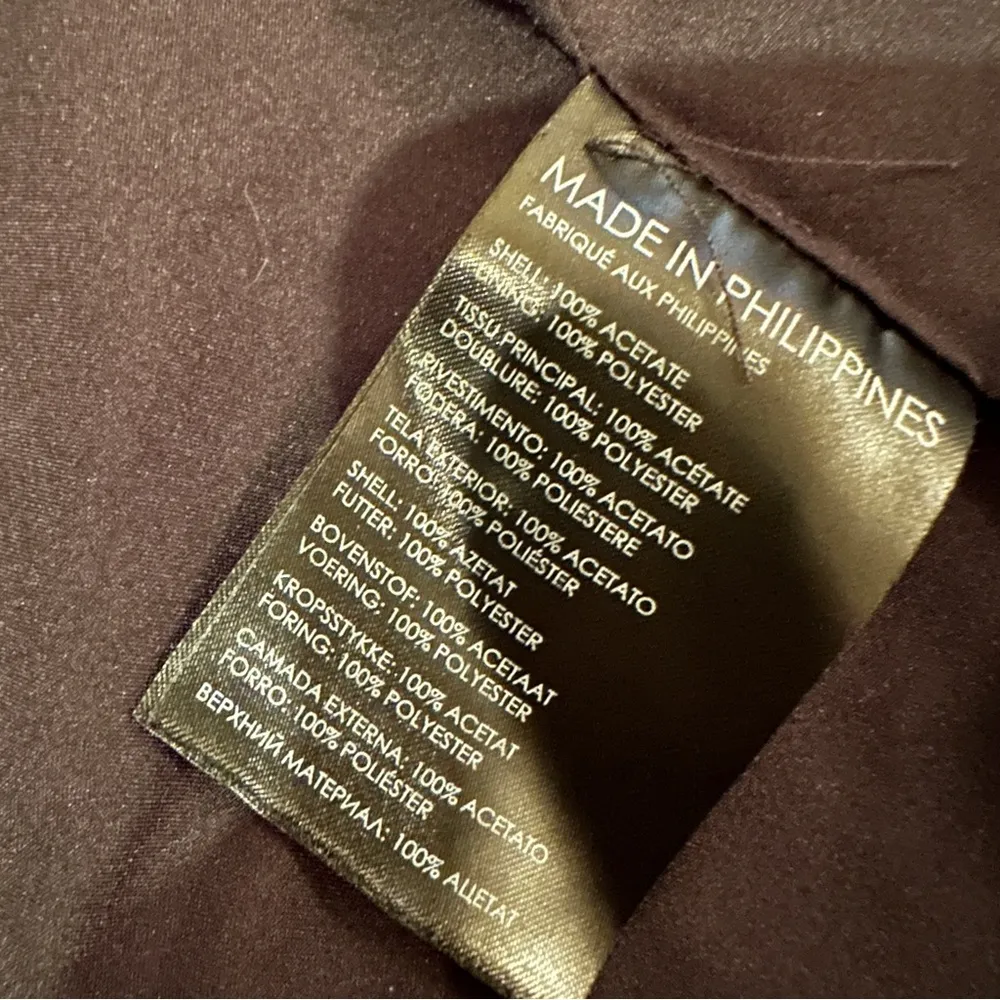 MADE IN PHILIPPINES
FABRIQUÉ AUX PHILIPPINES
SHELL: 100% ACETATE
LINING: 100% POLYESTER
TISSU PRINCIPAL: 100% ACÉTATE
DOUBLURE: 100% POLYESTER
RIVESTIMENTO: 100% ACETATO
FODERA: 100% POLIESTERE
TELA EXTERIOR: 100% ACETATO
FORRO: 100% POLIÉSTER
SHELL: 100% AZETAT
FUTTER: 100% POLYESTER
BOVENSTOF: 100% ACETAAT
VOERING: 100% POLYESTER
KROPSSTYKKE: 100% ACETAT
FORING: 100% POLYESTER
CAMADA EXTERNA: 100% ACETATO
FORRO: 100% POLIÉSTER
ВЕРХНИЙ МАТЕРИАЛ: 100% АЦЕТАТ